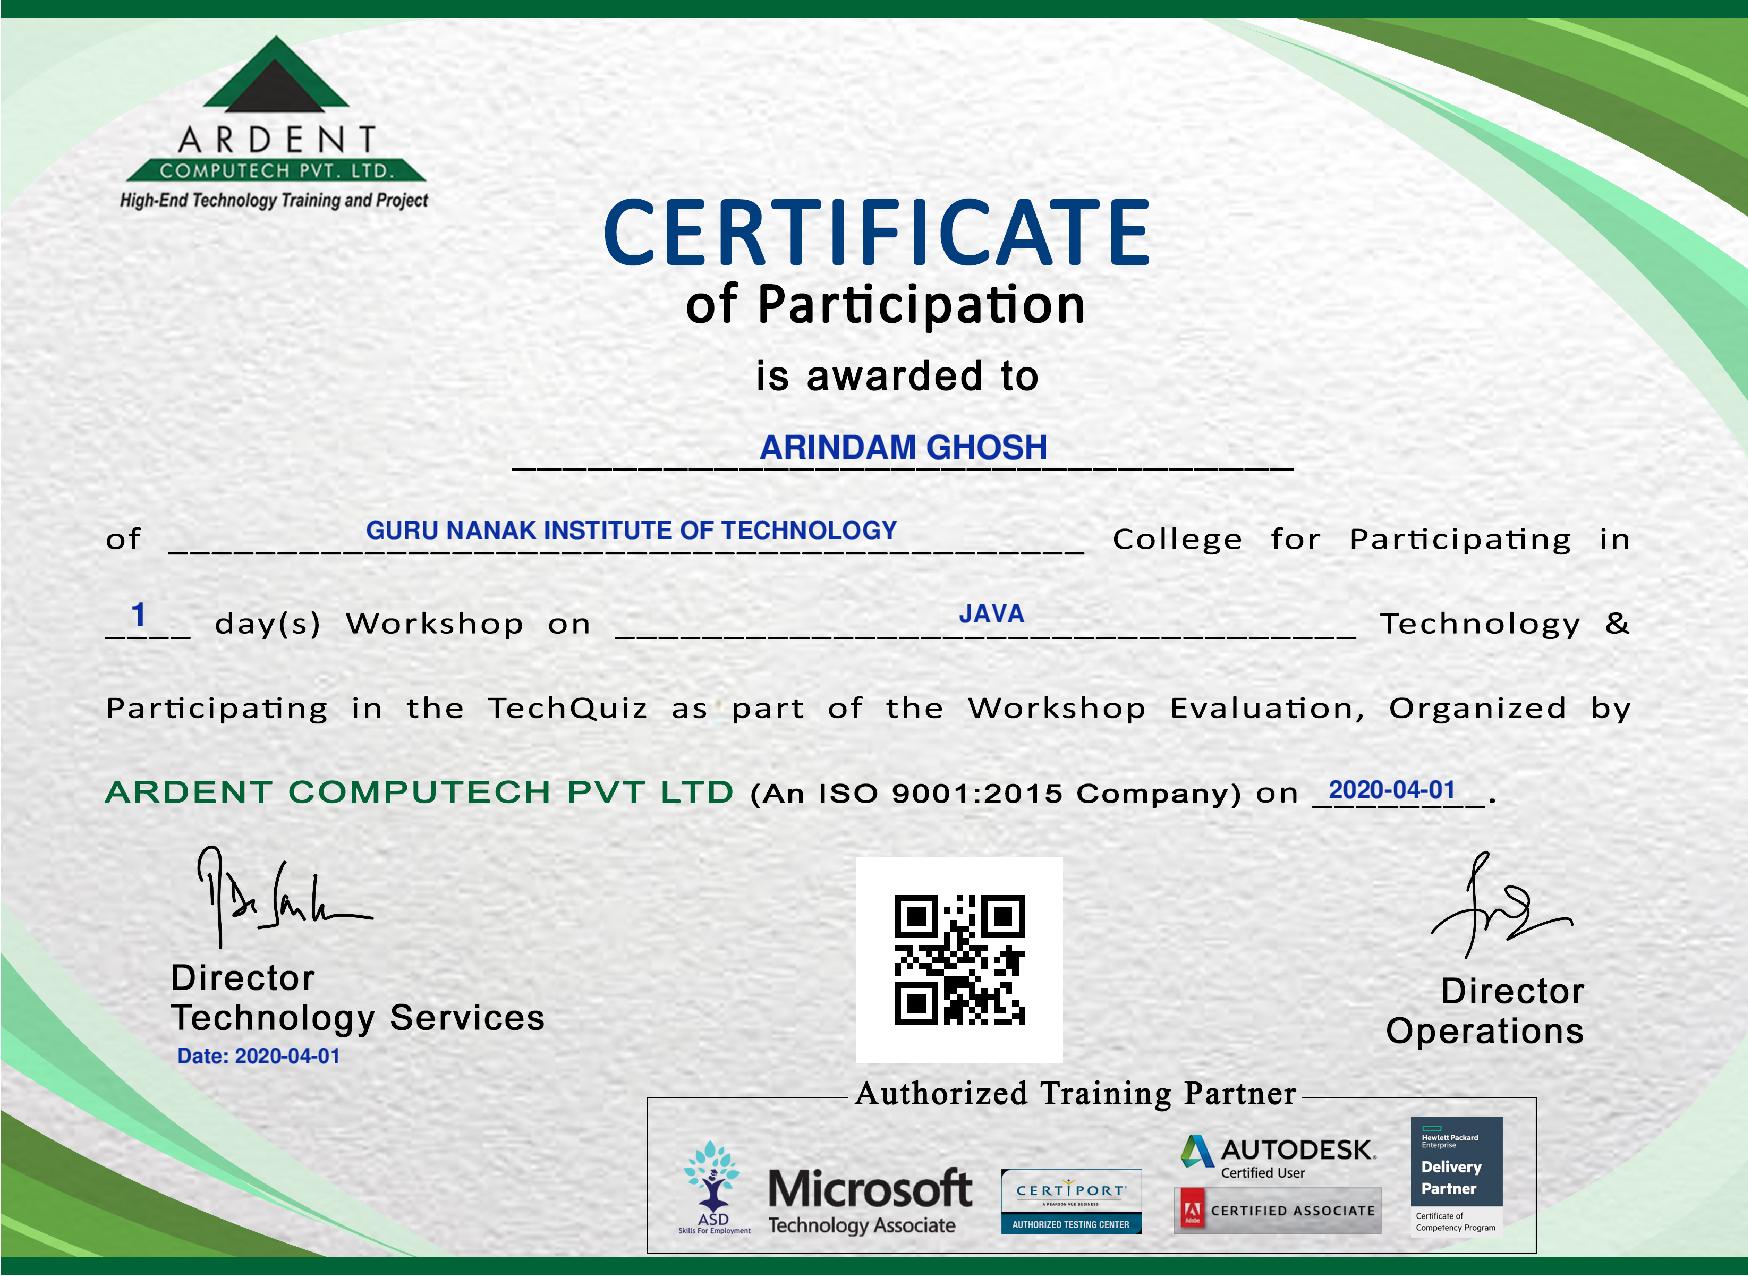 ARDENT
COMPUTECH PVT. LTD.
High-End Technology Training and Project
CERTIFICATE
of Participation
is awarded to
ARINDAM GHOSH
of GURU NANAK INSTITUTE OF TECHNOLOGY College for Participating in
1 day(s) Workshop on JAVA Technology &
Participating in the TechQuiz as part of the Workshop Evaluation, Organized by
ARDENT COMPUTECH PVT LTD (An ISO 9001:2015 Company) on 2020-04-01.
Director
Technology Services
Date: 2020-04-01
Director
Operations
Authorized Training Partner
ASD
Skills For Employment
Microsoft
Technology Associate
CERTIPORT
A PEARSON VUE BUSINESS
AUTHORIZED TESTING CENTER
AUTODESK.
Certified User
Adobe
CERTIFIED ASSOCIATE
Hewlett Packard
Enterprise
Delivery
Partner
Certificate of
Competency Program